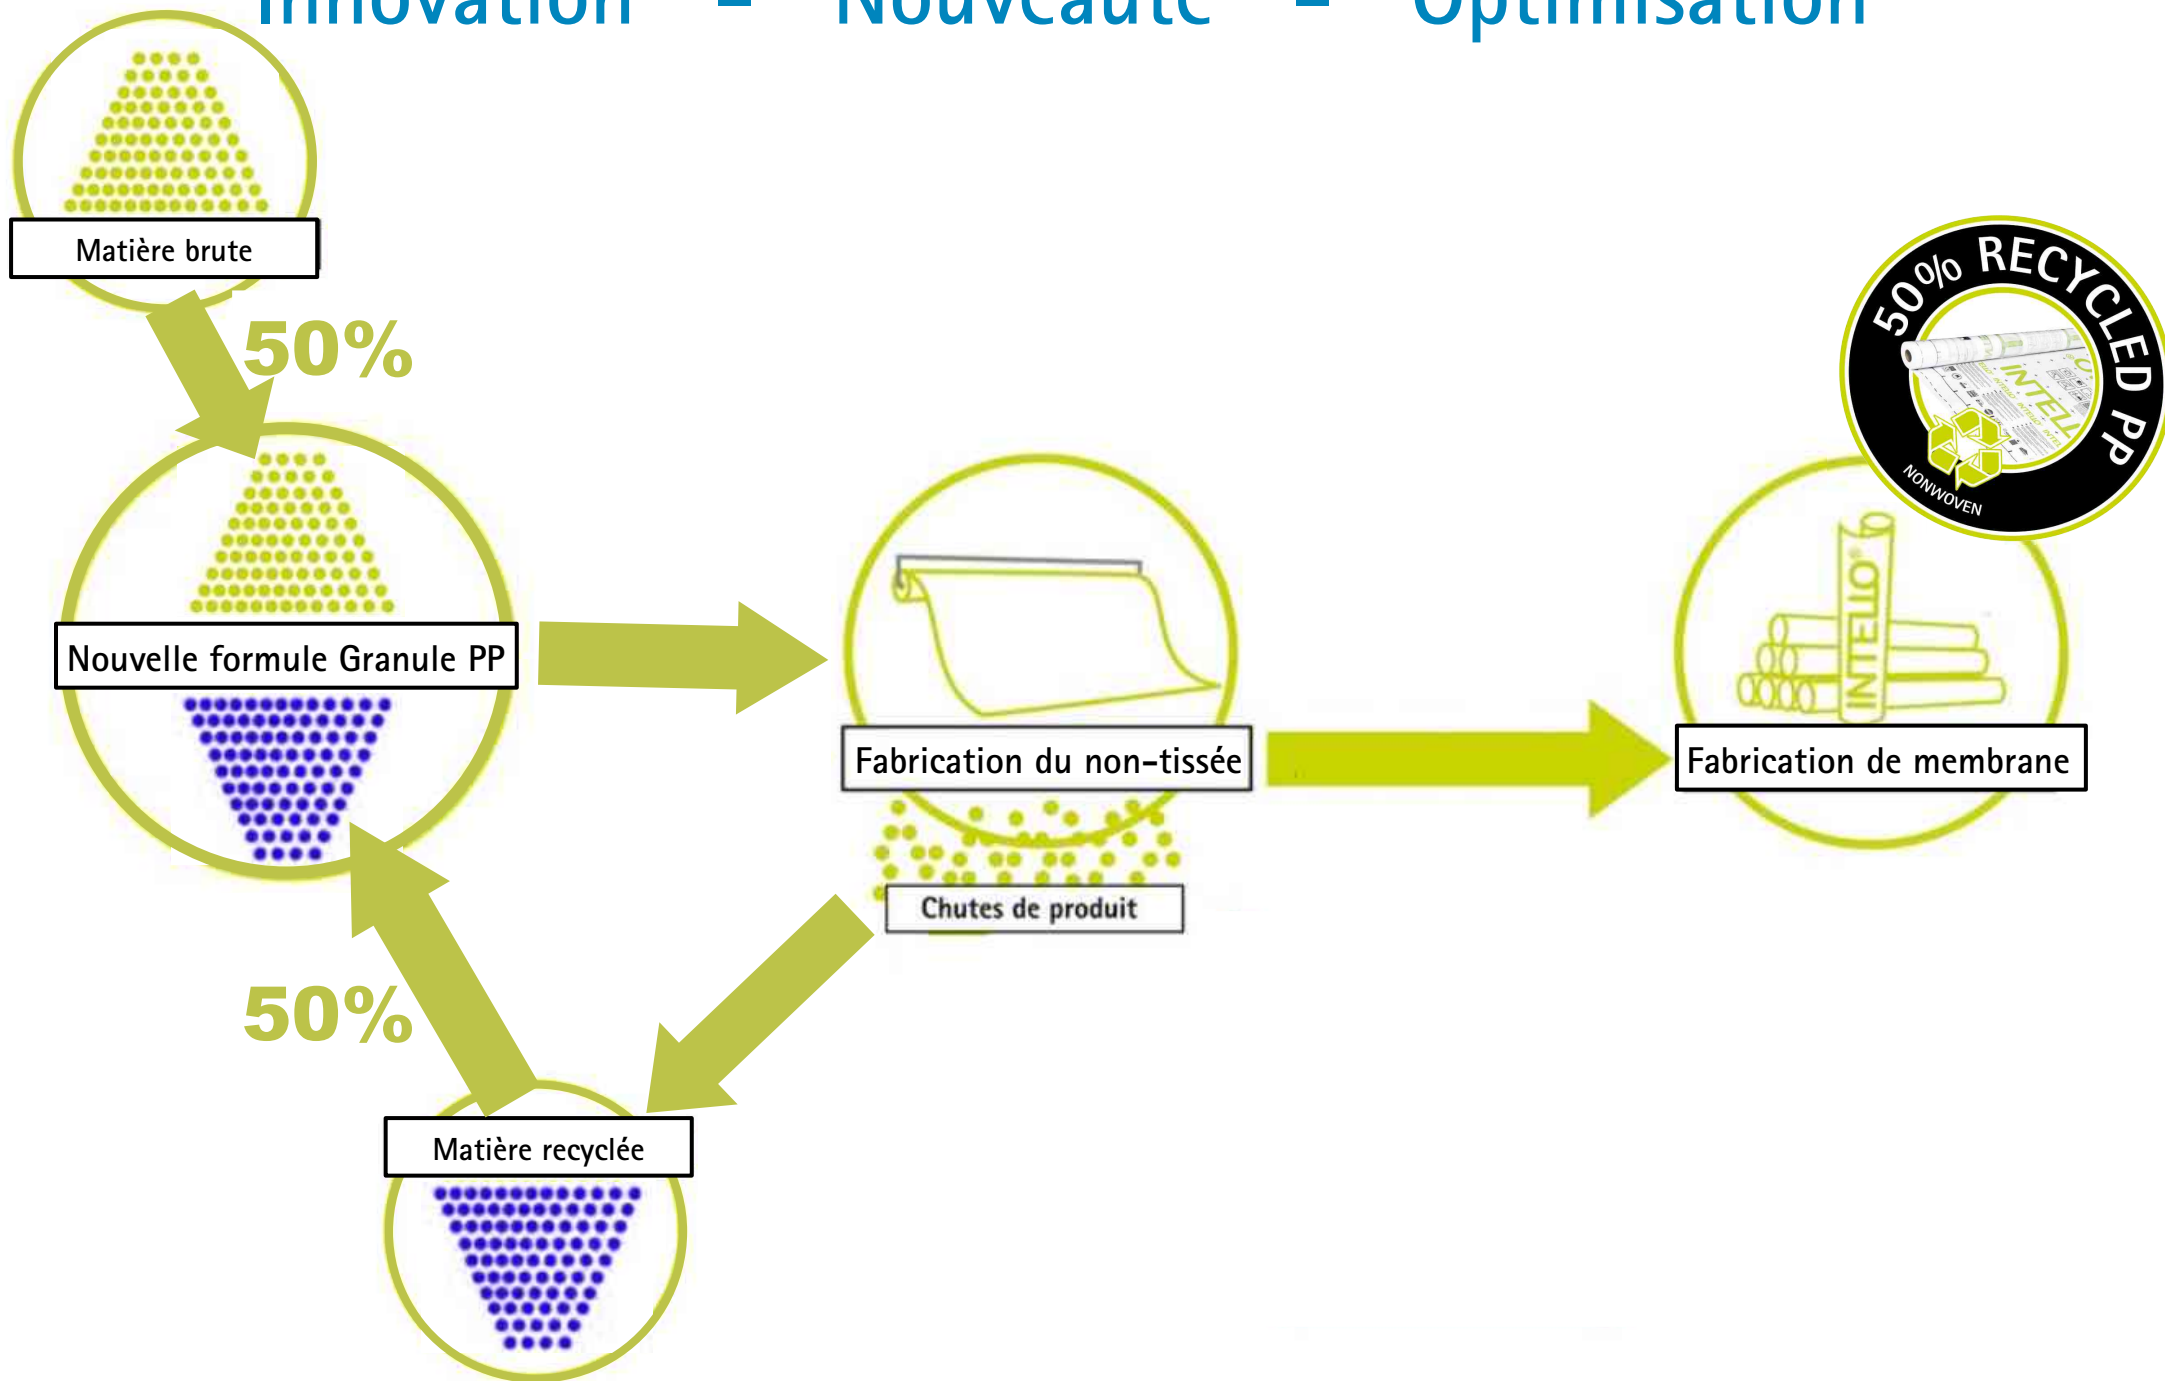 Innovation - Nouveauté - Optimisation
Matière brute
50%
50% RECYCLED PP
INTELLO
NONWOVEN
Nouvelle formule Granule PP
INTELLO®
Fabrication du non-tissée
Fabrication de membrane
Chutes de produit
50%
Matière recyclée